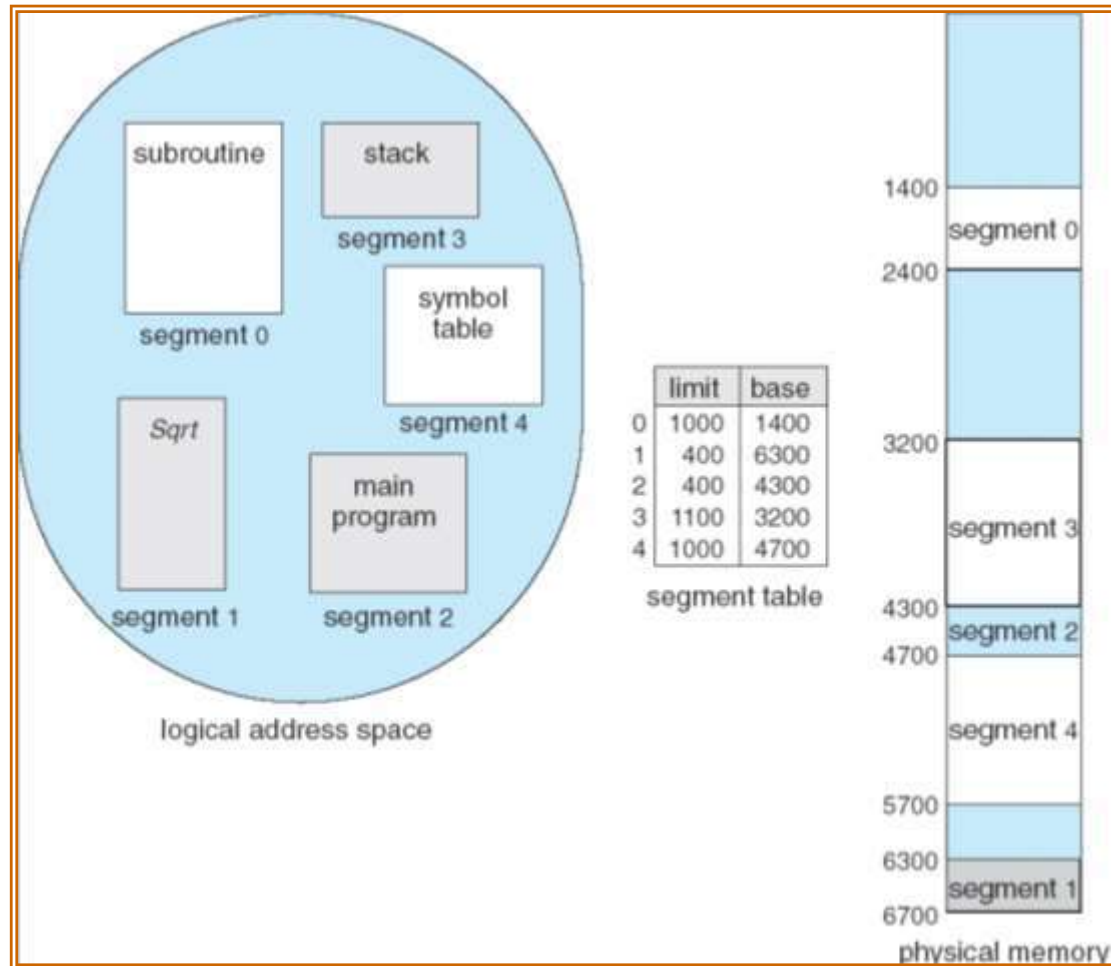 subroutine
segment 0
stack
segment 3
symbol
table
segment 4
Sqrt
segment 1
main
program
segment 2
logical address space
limit base
0 1000 1400
1 400 6300
2 400 4300
3 1100 3200
4 1000 4700
segment table
1400
segment 0
2400
3200
segment 3
4300
segment 2
4700
segment 4
5700
6300
segment 1
6700
physical memory